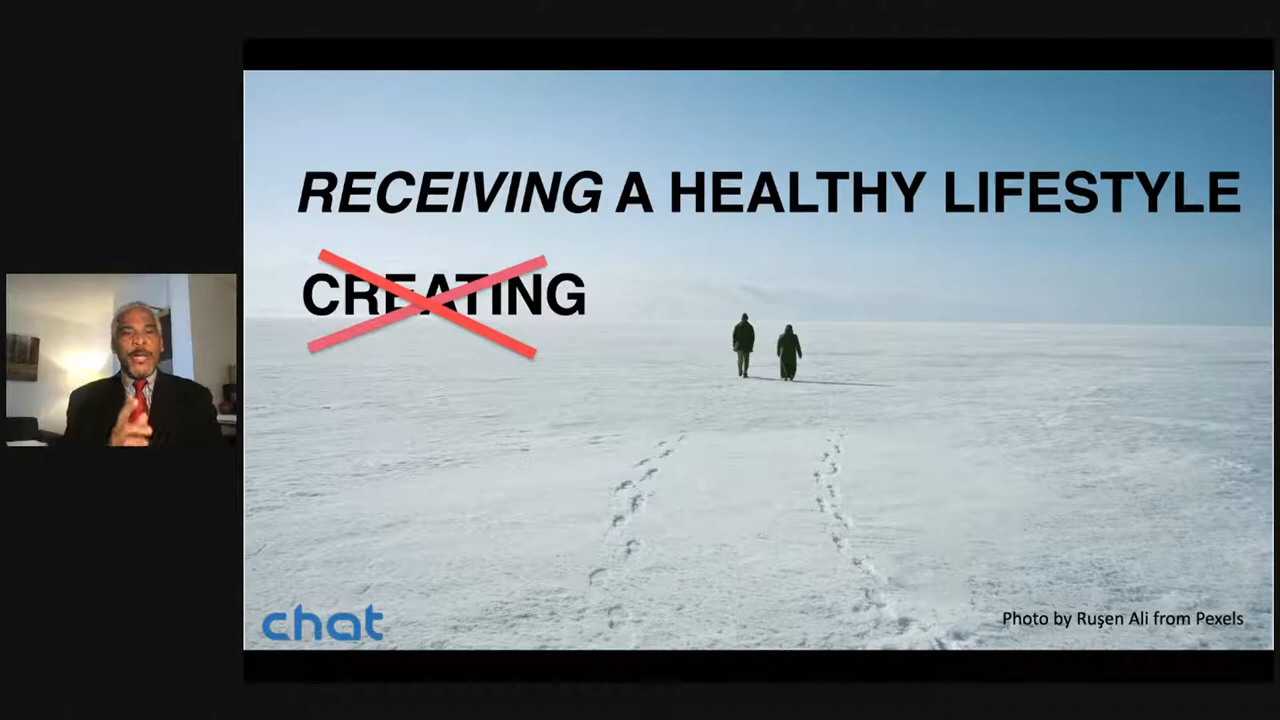 RECEIVING A HEALTHY LIFESTYLE
CREATING
chat
Photo by Ruşen Ali from Pexels